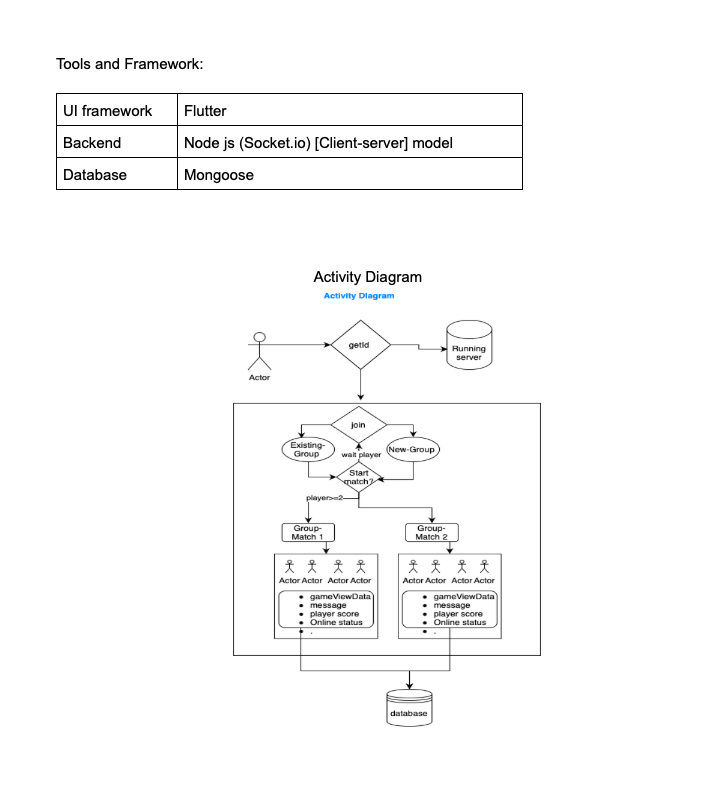 Tools and Framework:
UI framework Flutter
Backend Node js (Socket.io) [Client-server] model
Database Mongoose
Activity Diagram
Activity Diagram
getId
Running
server
Actor
join
Existing-
Group
wait player
New-Group
Start
match?
player>=2
Group-
Match 1
Group-
Match 2
Actor Actor Actor Actor
Actor Actor Actor Actor
• gameViewData
• message
• player score
• Online status
• .
• gameViewData
• message
• player score
• Online status
• .
database